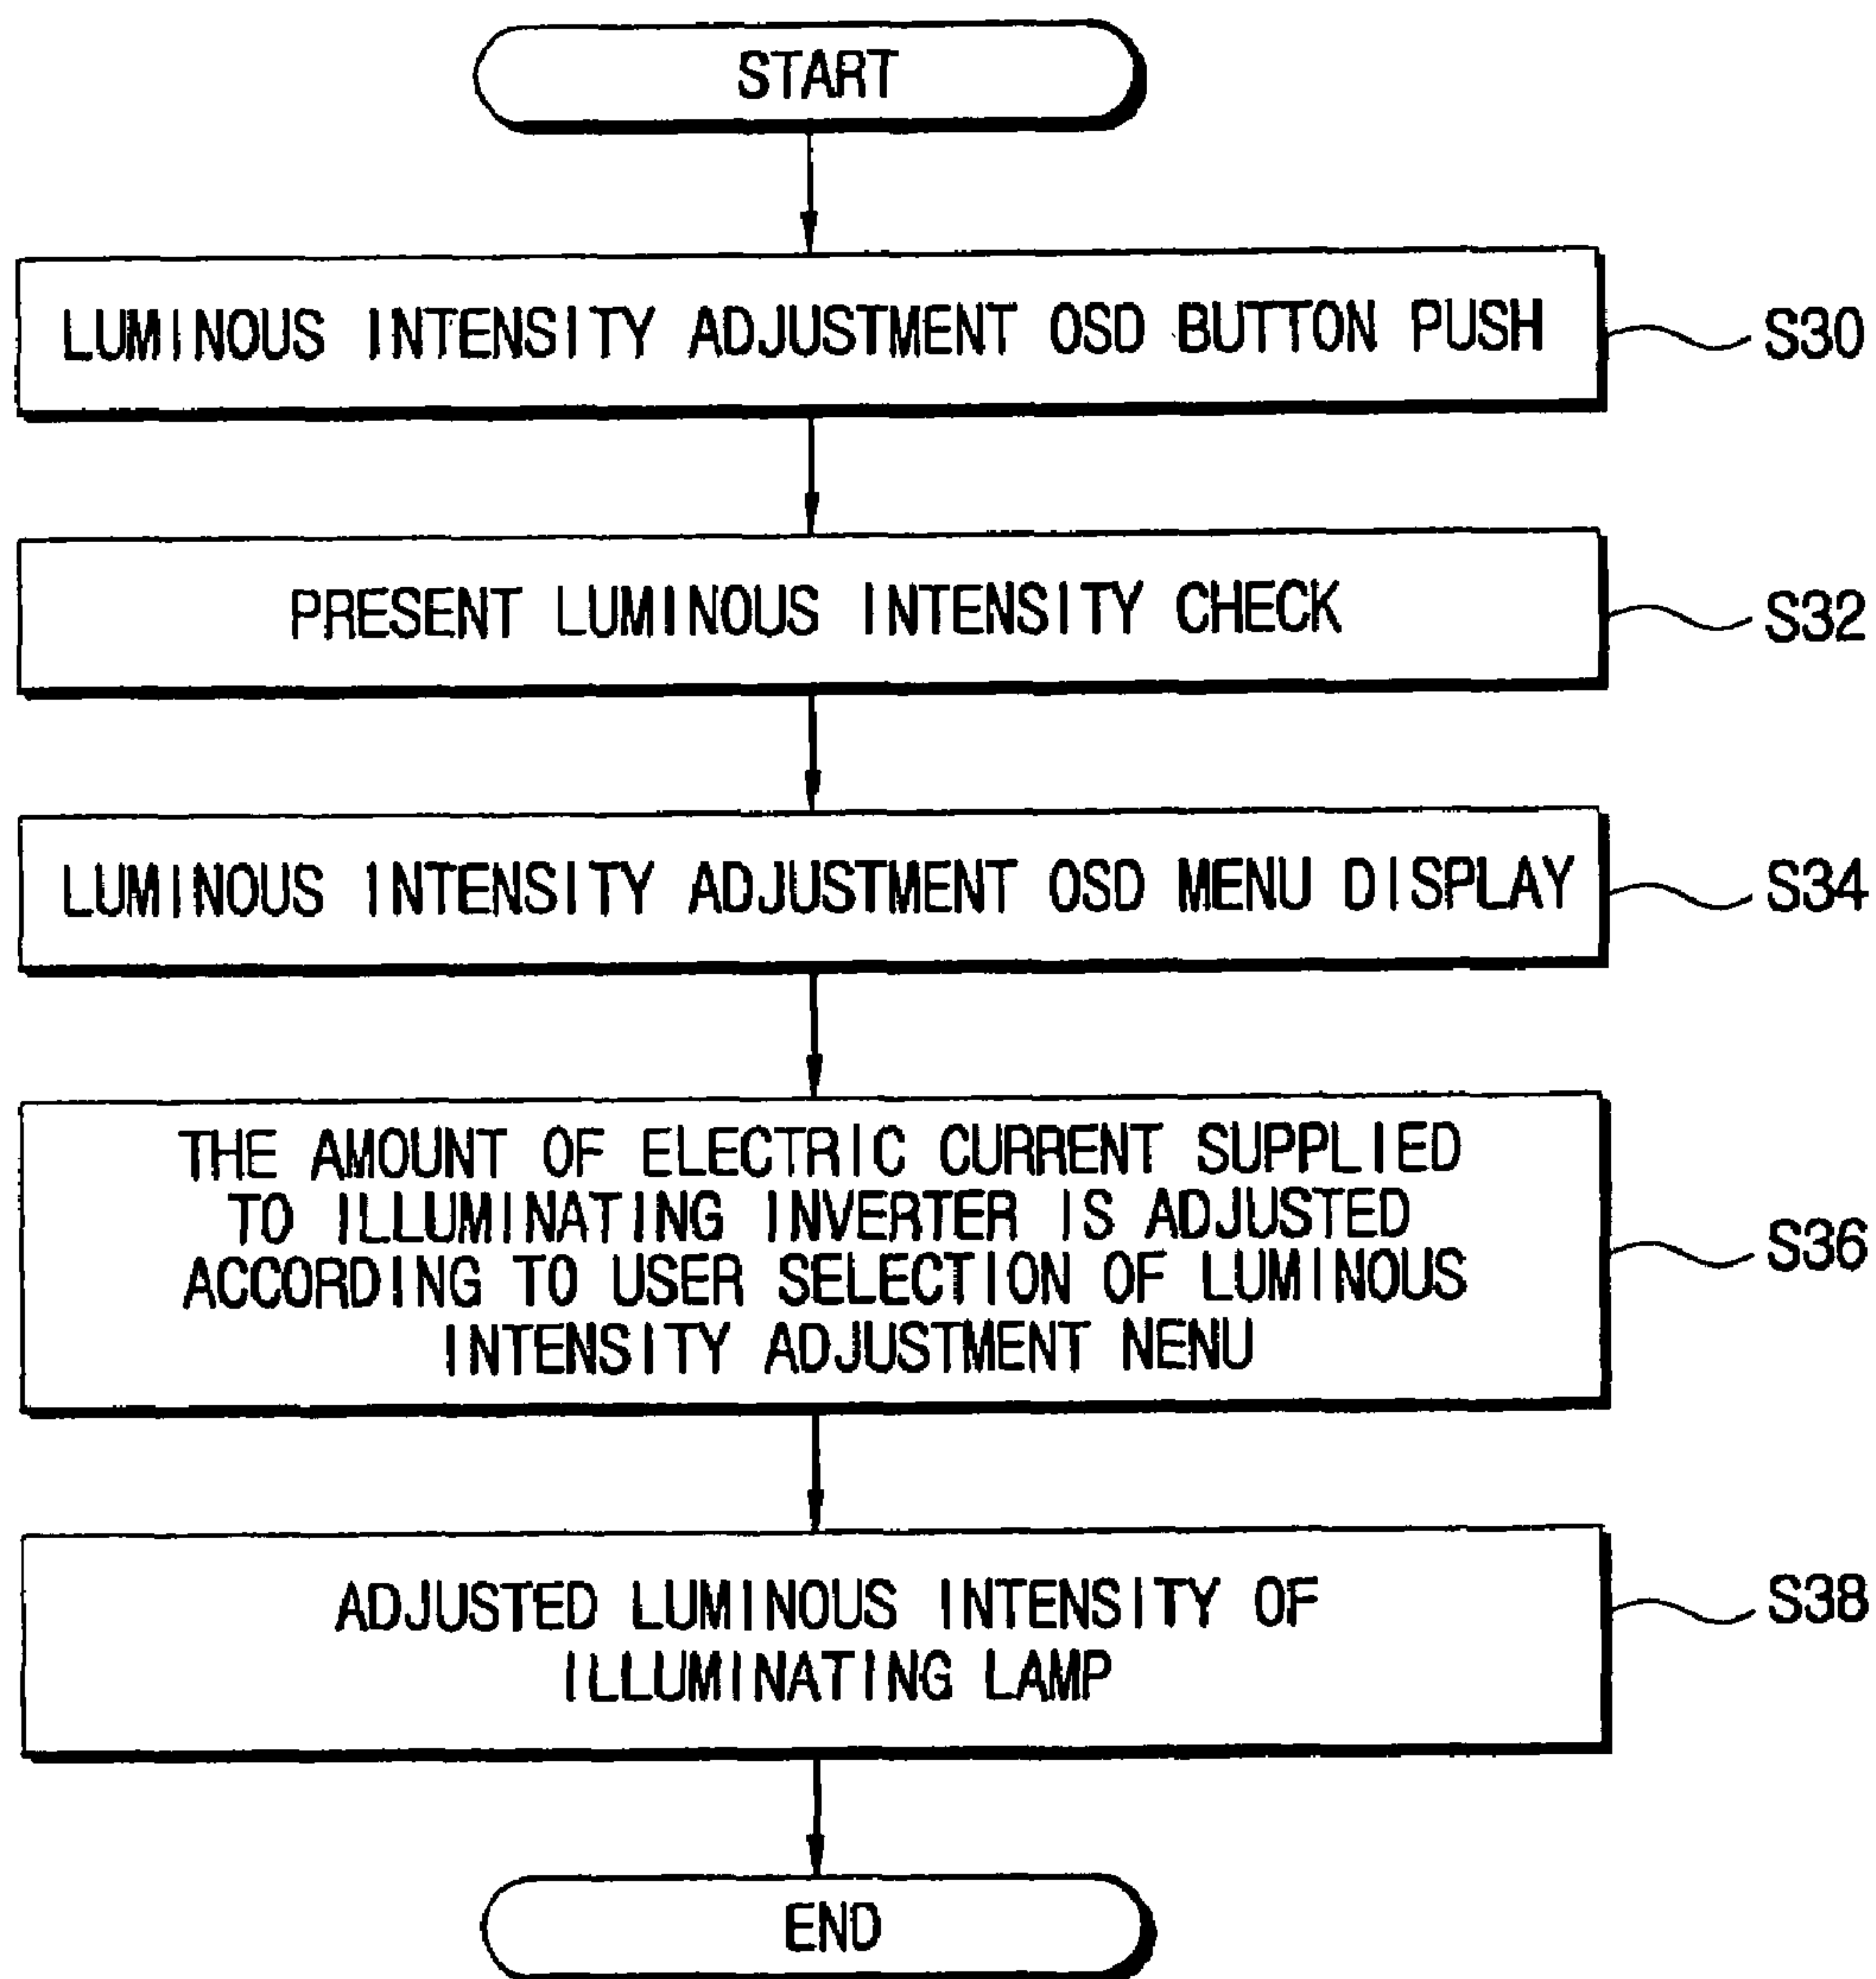 START
LUMINOUS INTENSITY ADJUSTMENT OSD BUTTON PUSH
S30
PRESENT LUMINOUS INTENSITY CHECK
S32
LUMINOUS INTENSITY ADJUSTMENT OSD MENU DISPLAY
S34
THE AMOUNT OF ELECTRIC CURRENT SUPPLIED
TO ILLUMINATING INVERTER IS ADJUSTED
ACCORDING TO USER SELECTION OF LUMINOUS
INTENSITY ADJUSTMENT NENU
S36
ADJUSTED LUMINOUS INTENSITY OF
ILLUMINATING LAMP
S38
END